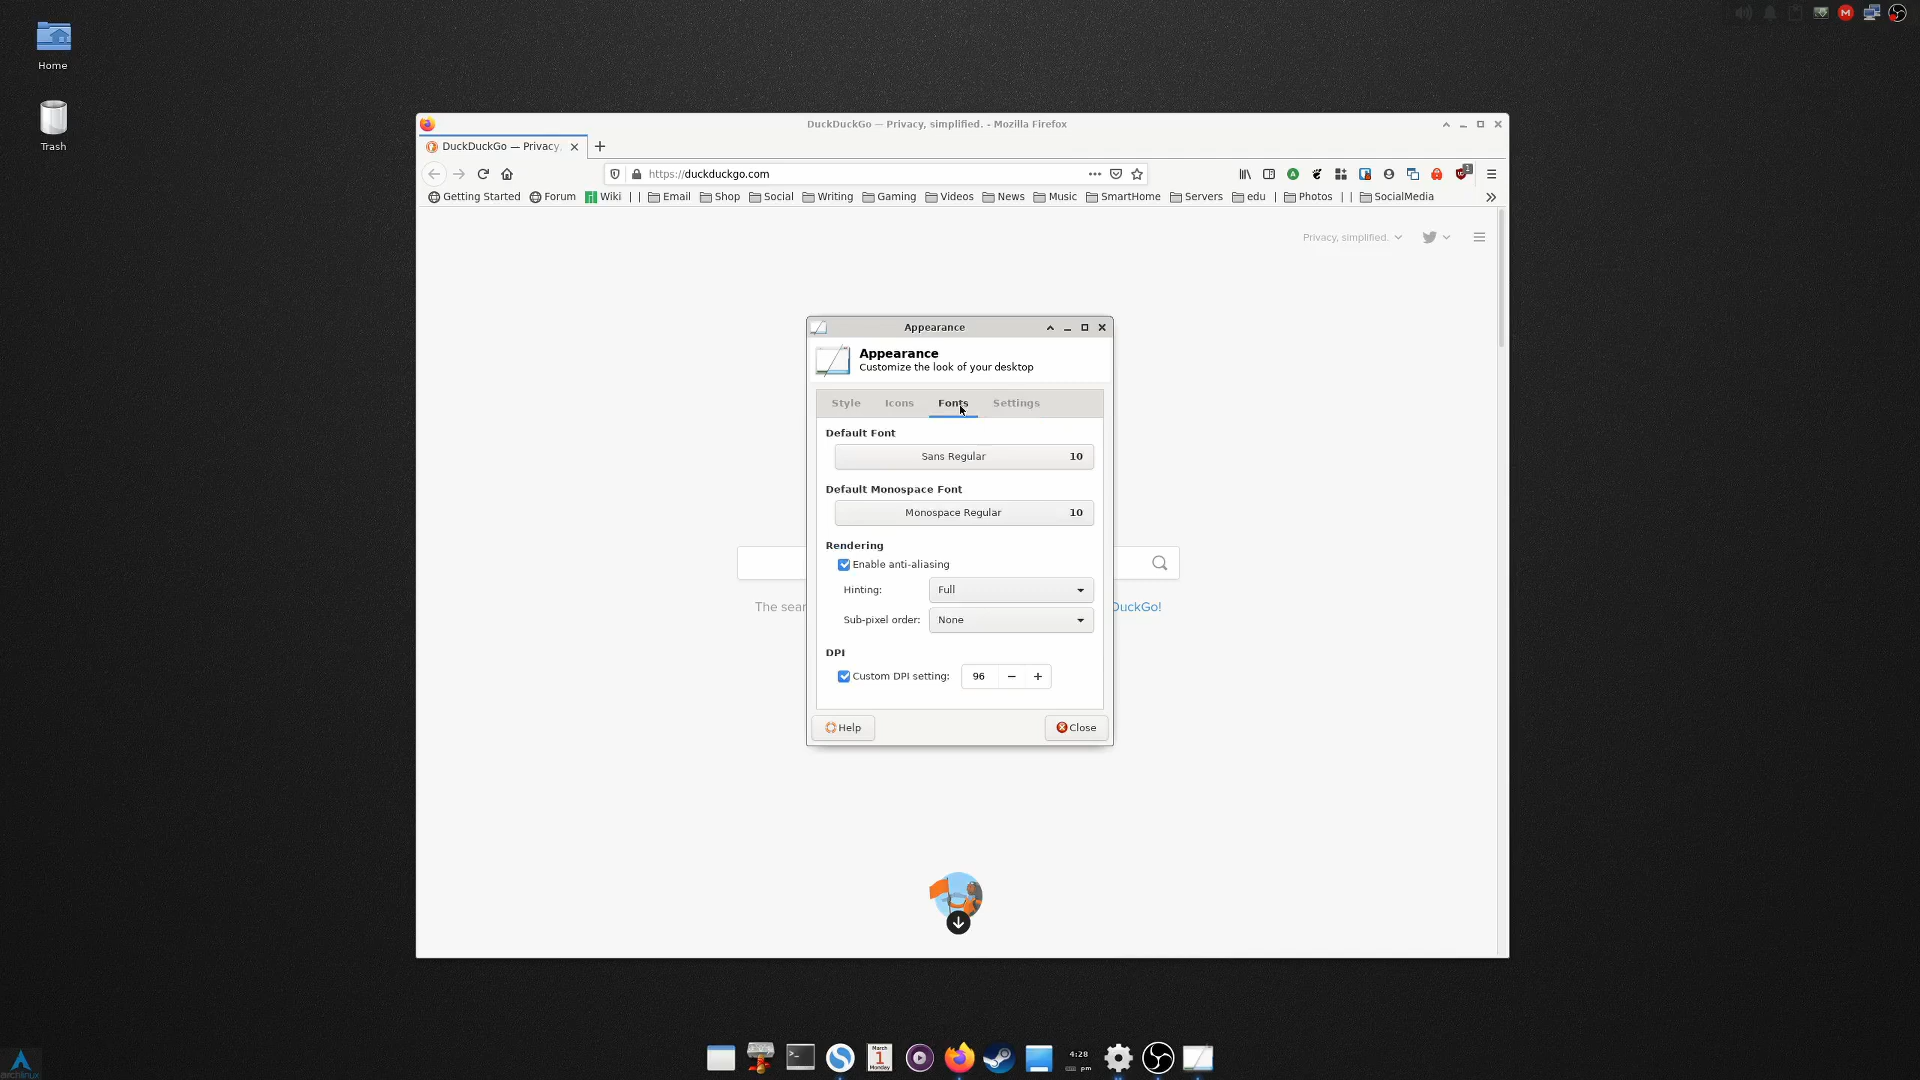 Home
Trash
DuckDuckGo — Privacy, simplified. - Mozilla Firefox
DuckDuckGo — Privacy,
https://duckduckgo.com
Getting Started Forum Wiki | | Email Shop Social Writing Gaming Videos News Music SmartHome Servers edu | Photos | | SocialMedia
Privacy, simplified.
Appearance
Appearance
Customize the look of your desktop
Style Icons Fonts Settings
Default Font
Sans Regular 10
Default Monospace Font
Monospace Regular 10
Rendering
Enable anti-aliasing
Hinting: Full
The sear
DuckGo!
Sub-pixel order: None
DPI
Custom DPI setting: 96 − +
Help Close
March
1
Monday
4:28
pm
archlinux